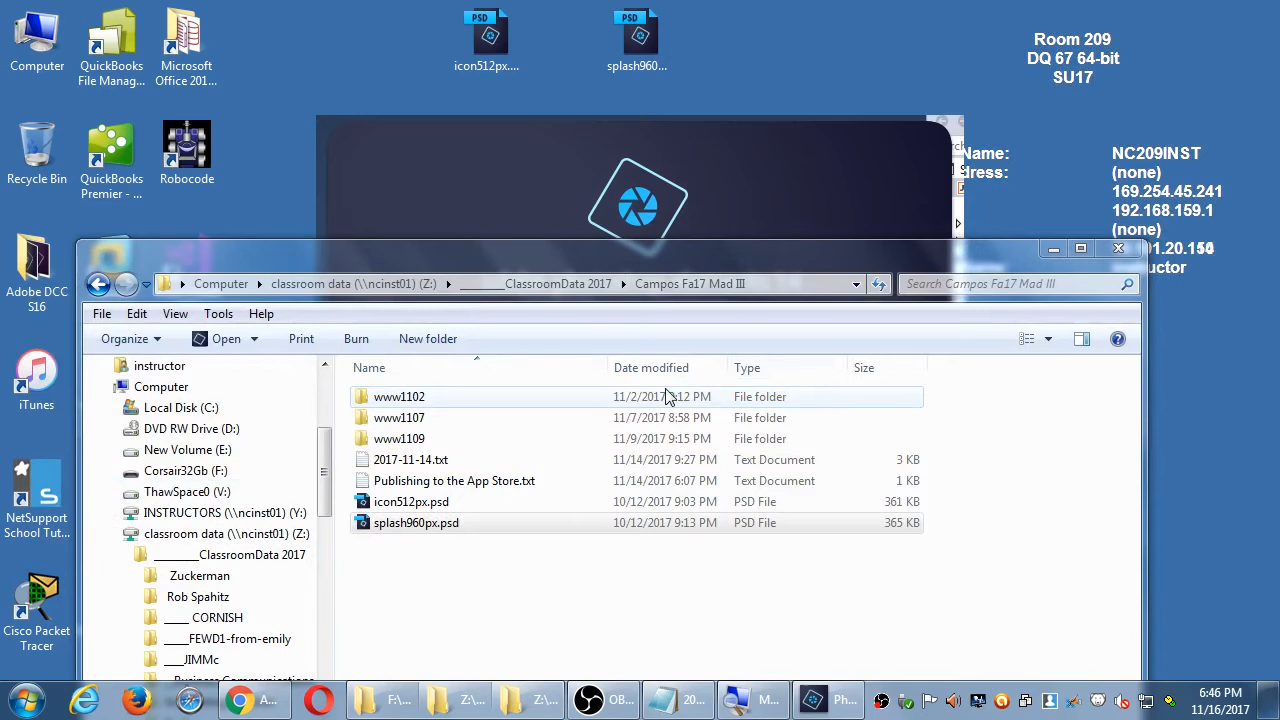 PSD
PSD
Room 209
DQ 67 64-bit
SU17
Computer
QuickBooks
File Manag...
Microsoft
Office 201...
icon512px....
splash960...
Recycle Bin
QuickBooks
Premier - ...
Robocode
Name:
NC209INST
dress:
(none)
169.254.45.241
192.168.159.1
(none)
Adobe DCC
S16
iTunes
NetSupport
School Tut...
Cisco Packet
Tracer
Computer
classroom data (\\ncinst01) (Z:)
________ClassroomData 2017
Campos Fa17 Mad III
Search Campos Fa17 Mad III
File Edit View Tools Help
Organize Open Print Burn New folder
Name Date modified Type Size
www1102 11/2/2017 :12 PM File folder
www1107 11/7/2017 8:58 PM File folder
www1109 11/9/2017 9:15 PM File folder
2017-11-14.txt 11/14/2017 9:27 PM Text Document 3 KB
Publishing to the App Store.txt 11/14/2017 6:07 PM Text Document 1 KB
icon512px.psd 10/12/2017 9:03 PM PSD File 361 KB
splash960px.psd 10/12/2017 9:13 PM PSD File 365 KB
instructor
Computer
Local Disk (C:)
DVD RW Drive (D:)
New Volume (E:)
Corsair32Gb (F:)
ThawSpace0 (V:)
INSTRUCTORS (\\ncinst01) (Y:)
classroom data (\\ncinst01) (Z:)
________ClassroomData 2017
Zuckerman
Rob Spahitz
____ CORNISH
____FEWD1-from-emily
___JIMMc
A...
F:\...
Z:\...
Z:\...
OB...
20...
M...
Ph...
6:46 PM
11/16/2017